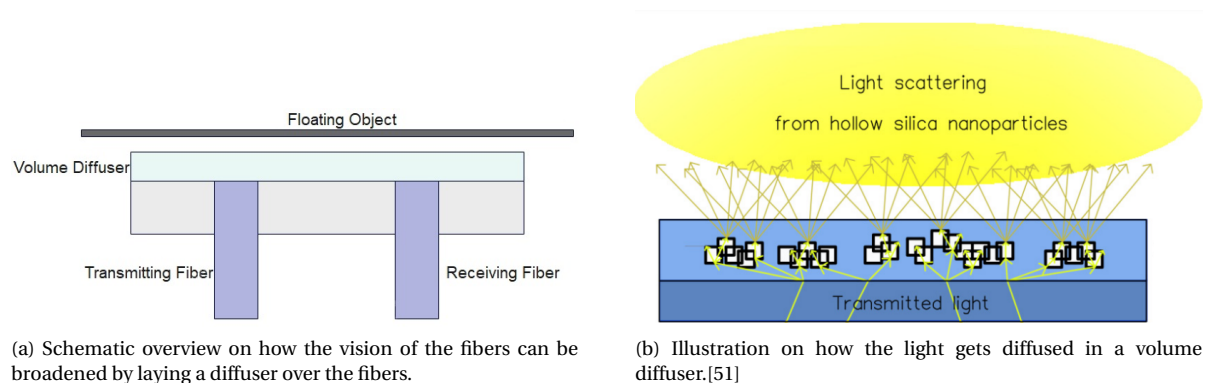 Floating Object
Volume Diffuser
Transmitting Fiber
Receiving Fiber
(a) Schematic overview on how the vision of the fibers can be
broadened by laying a diffuser over the fibers.
Light scattering
from hollow silica nanoparticles
Transmitted light
(b) Illustration on how the light gets diffused in a volume
diffuser.[51]